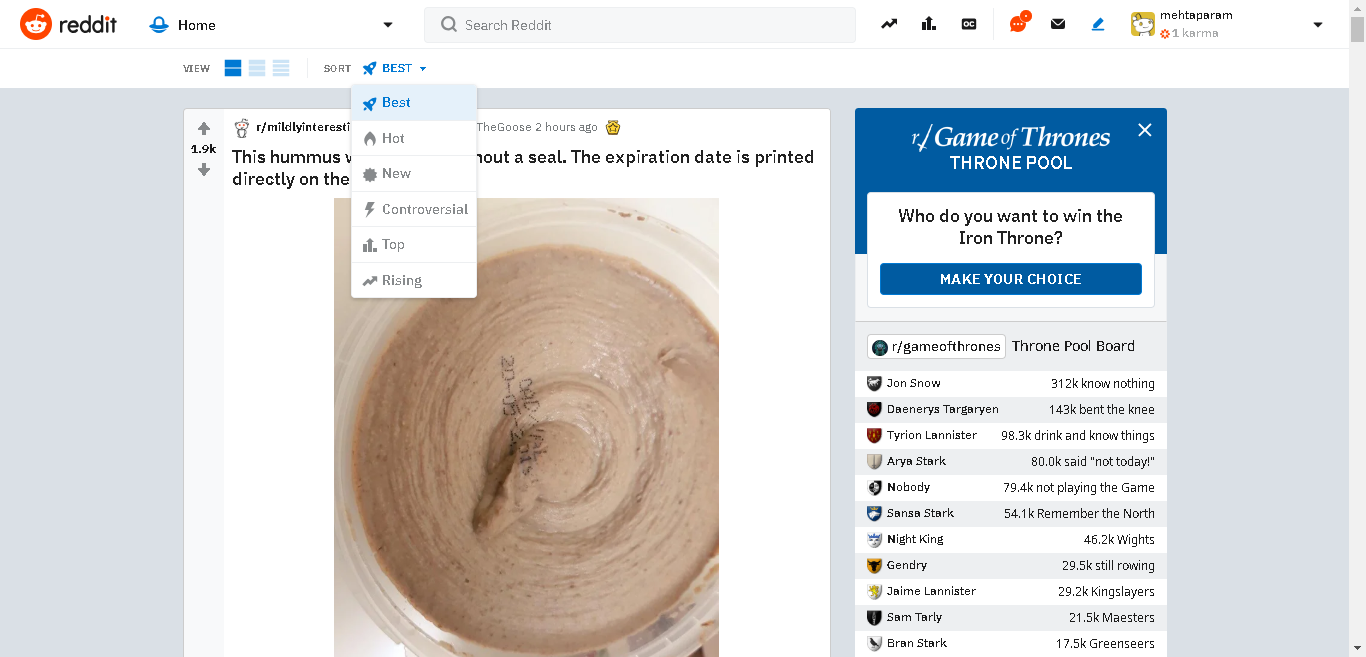 reddit
Home
Search Reddit
CC
mehtaparam
1 karma
VIEW
SORT
BEST
Best
Hot
New
Controversial
Top
Rising
r/mildlyinteresti
TheGoose 2 hours ago
1.9k
This hummus
out a seal. The expiration date is printed
directly on the
r/Game of Thrones
THRONE POOL
Who do you want to win the
Iron Throne?
MAKE YOUR CHOICE
r/gameofthrones Throne Pool Board
Jon Snow 312k know nothing
Daenerys Targaryen 143k bent the knee
Tyrion Lannister 98.3k drink and know things
Arya Stark 80.0k said "not today!"
Nobody 79.4k not playing the Game
Sansa Stark 54.1k Remember the North
Night King 46.2k Wights
Gendry 29.5k still rowing
Jaime Lannister 29.2k Kingslayers
Sam Tarly 21.5k Maesters
Bran Stark 17.5k Greenseers